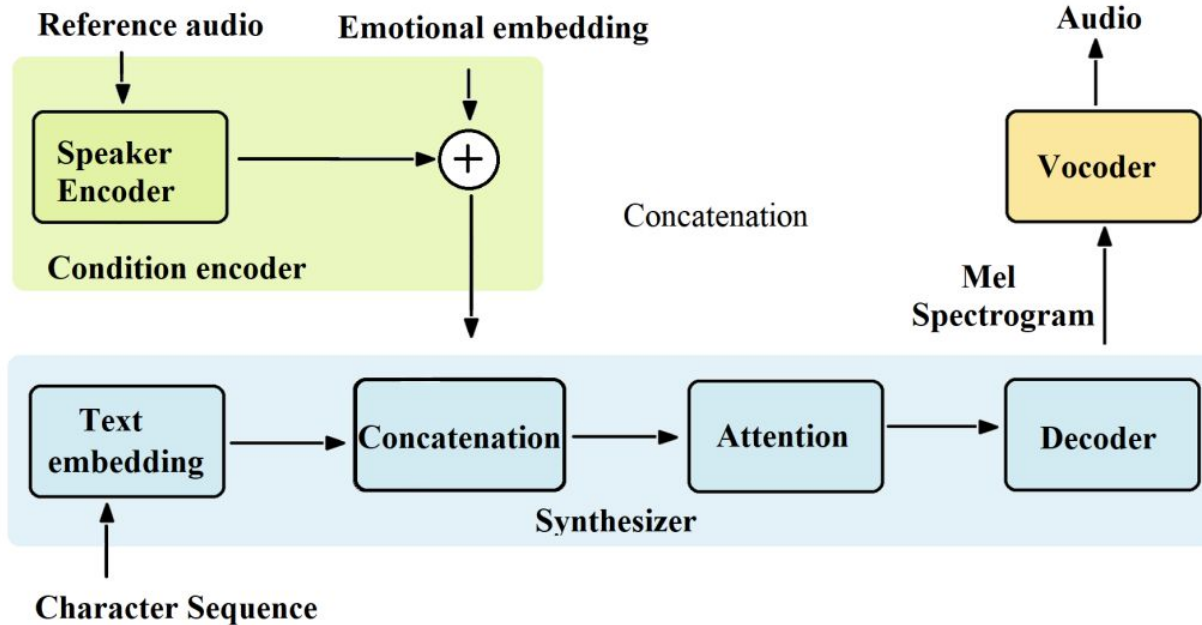 Reference audio
Emotional embedding
Audio
Speaker
Encoder
+
Vocoder
Concatenation
Condition encoder
Mel
Spectrogram
Text
embedding
Concatenation
Attention
Decoder
Synthesizer
Character Sequence